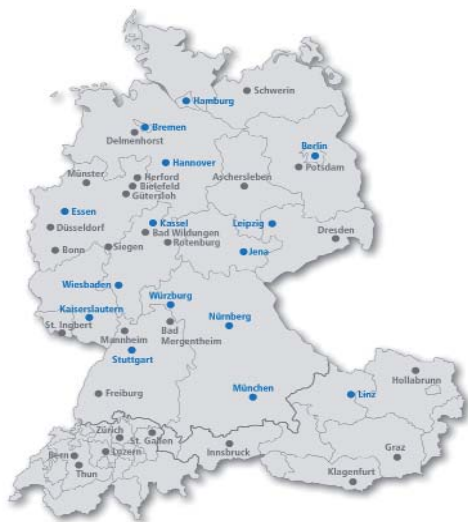 Schwerin
Hamburg
Bremen
Delmenhorst
Hannover
Berlin
Potsdam
Münster
Herford
Bielefeld
Gütersloh
Aschersleben
Essen
Düsseldorf
Kassel
Bad Wildungen
Rotenburg
Leipzig
Dresden
Bonn
Siegen
Jena
Wiesbaden
Würzburg
Kaiserslautern
St. Ingbert
Mannheim
Bad
Mergentheim
Nürnberg
Stuttgart
Freiburg
München
Linz
Hollabrunn
Zürich
St. Gallen
Bern
Luzern
Thun
Innsbruck
Graz
Klagenfurt